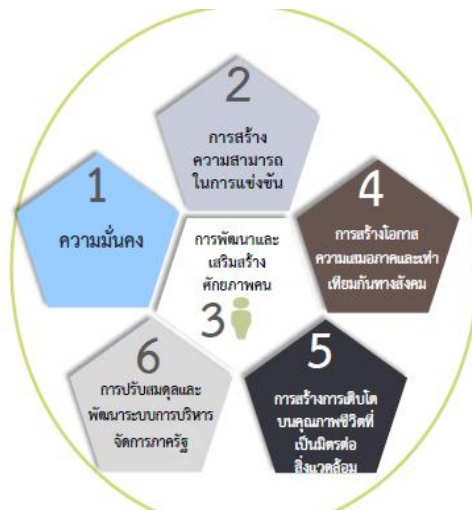 1
ความมั่นคง
2
การสร้าง
ความสามารถ
ในการแข่งขัน
การพัฒนาและ
เสริมสร้าง
ศักยภาพคน
3
4
การสร้างโอกาส
ความเสมอภาคและเท่า
เทียมกันทางสังคม
5
การสร้างการเติบโต
บนคุณภาพชีวิตที่
เป็นมิตรต่อ
สิ่งแวดล้อม
6
การปรับสมดุลและ
พัฒนาระบบการบริหาร
จัดการภาครัฐ